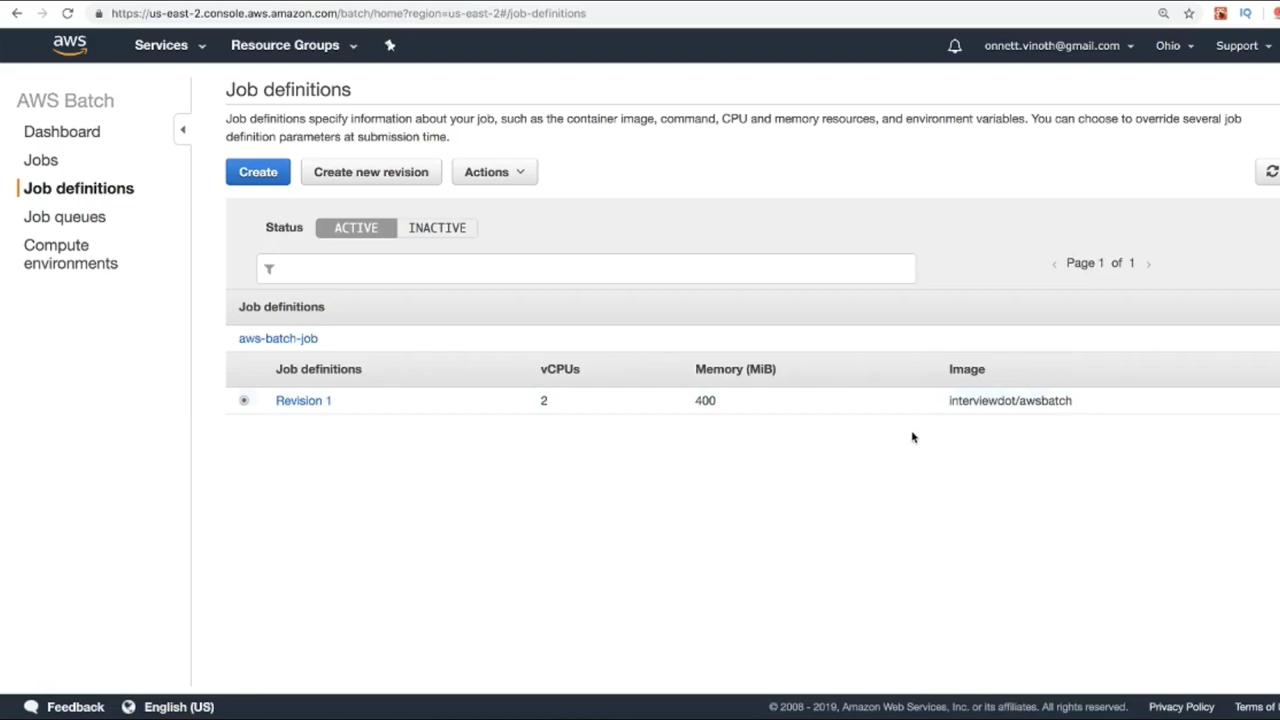 https://us-east-2.console.aws.amazon.com/batch/home?region=us-east-2#/job-definitions
IQ
aws
Services
Resource Groups
onnett.vinoth@gmail.com
Ohio
Support
AWS Batch
Dashboard
Jobs
Job definitions
Job queues
Compute
environments
Job definitions
Job definitions specify information about your job, such as the container image, command, CPU and memory resources, and environment variables. You can choose to override several job
definition parameters at submission time.
Create
Create new revision
Actions
Status
ACTIVE
INACTIVE
Page 1 of 1
Job definitions
aws-batch-job
Job definitions vCPUs Memory (MiB) Image
Revision 1 2 400 interviewdot/awsbatch
Feedback
English (US)
© 2008 - 2019, Amazon Web Services, Inc. or its affiliates. All rights reserved.
Privacy Policy
Terms of